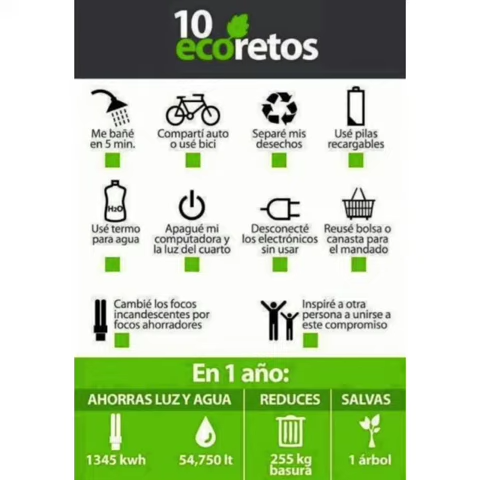 10
ecoretos
Me bañé
en 5 min.
Compartí auto
o usé bici
Separé mis
desechos
Usé pilas
recargables
H2O
Usé termo
para agua
Apagué mi
computadora y
la luz del cuarto
Desconecté
los electrónicos
sin usar
Reusé bolsa o
canasta para
el mandado
Cambié los focos
incandescentes por
focos ahorradores
Inspiré a otra
persona a unirse a
este compromiso
En 1 año:
AHORRAS LUZ Y AGUA
REDUCES
SALVAS
1345 kwh
54,750 lt
255 kg
basura
1 árbol